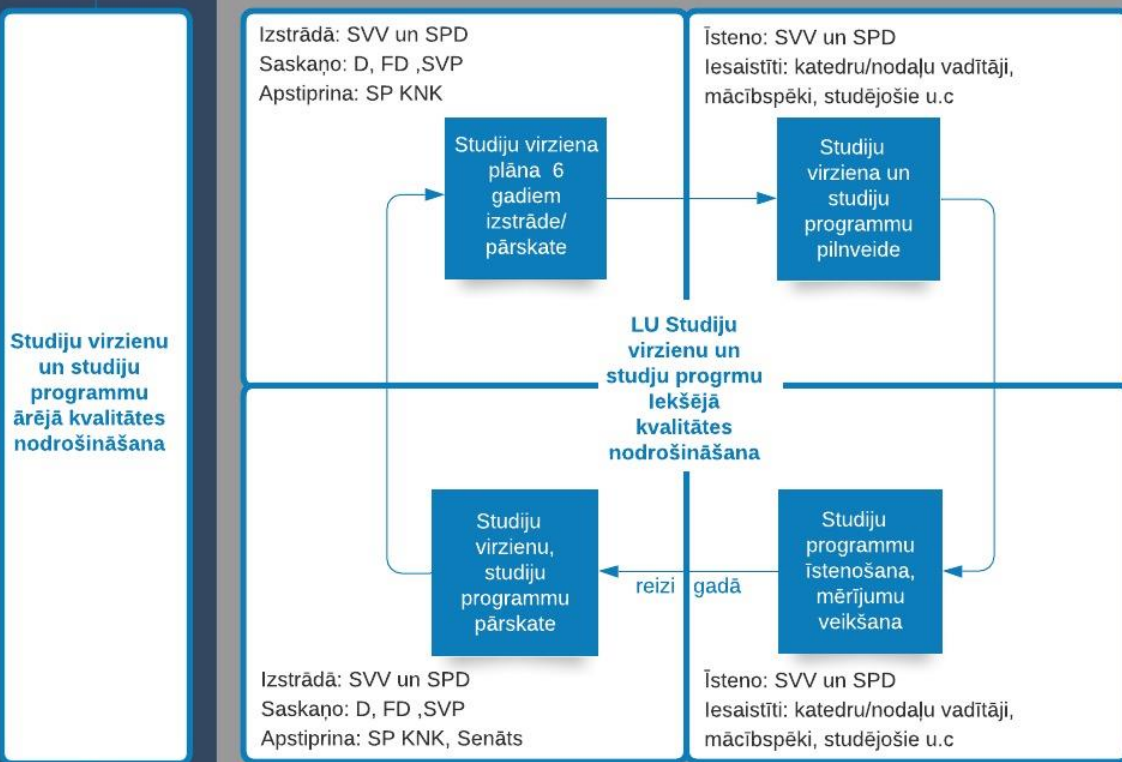 Studiju virzienu
un studiju
programmu
ārējā kvalitātes
nodrošināšana
Izstrādā: SVV un SPD
Saskaņo: D, FD ,SVP
Apstiprina: SP KNK
Studiju virziena
plāna 6
gadiem
izstrāde/
pārskate
Īsteno: SVV un SPD
Iesaistīti: katedru/nodaļu vadītāji,
mācībspēki, studējošie u.c
Studiju
virziena un
studiju
programmu
pilnveide
LU Studiju
virzienu un
studju progrmu
Iekšējā
kvalitātes
nodrošināšana
Studiju
virzienu,
studiju
programmu
pārskate
reizi gadā
Studiju
programmu
īstenošana,
mērījumu
veikšana
Izstrādā: SVV un SPD
Saskaņo: D, FD ,SVP
Apstiprina: SP KNK, Senāts
Īsteno: SVV un SPD
Iesaistīti: katedru/nodaļu vadītāji,
mācībspēki, studējošie u.c